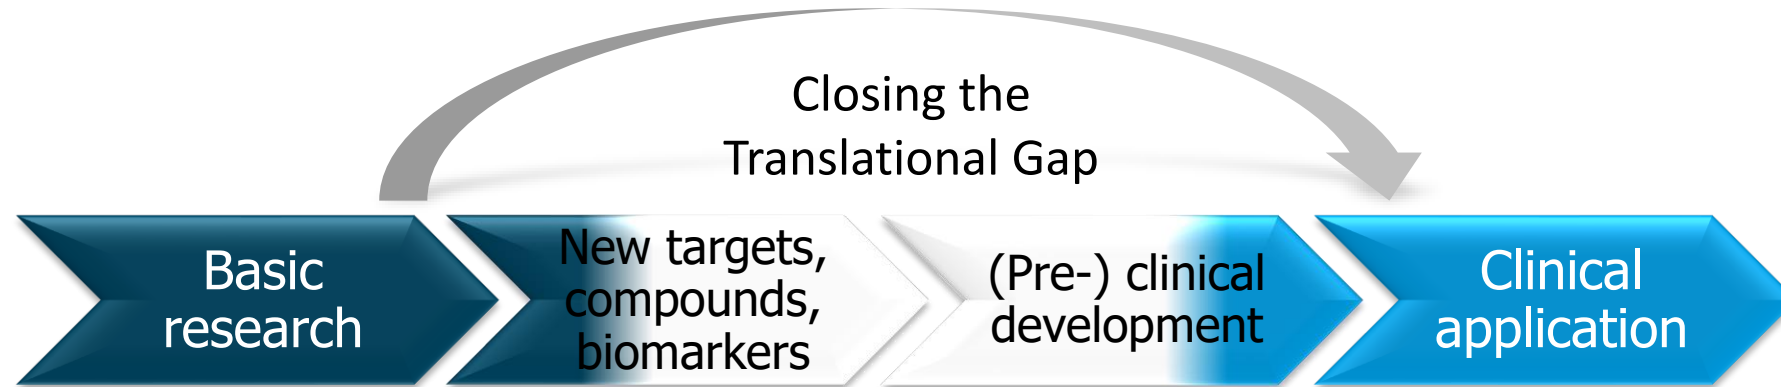 Closing the
Translational Gap
Basic
research
New targets,
compounds,
biomarkers
(Pre-) clinical
development
Clinical
application